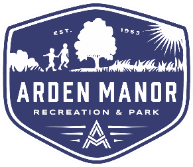 EST. 1963
ARDEN MANOR
RECREATION & PARK